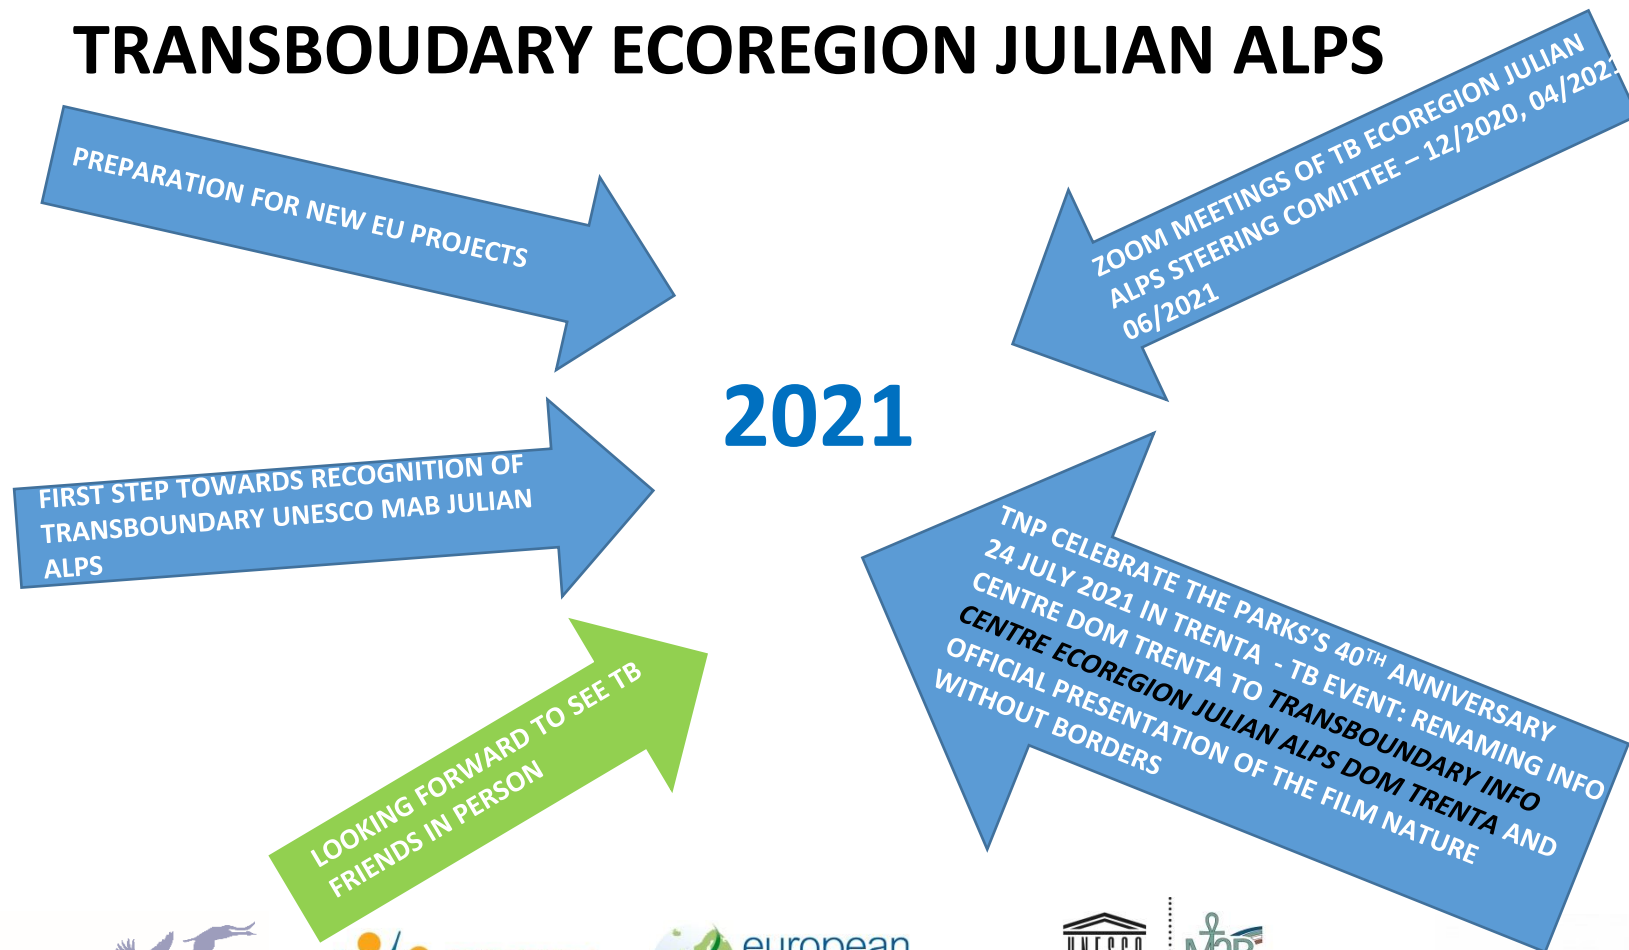 TRANSBOUDARY ECOREGION JULIAN ALPS
PREPARATION FOR NEW EU PROJECTS
ZOOM MEETINGS OF TB ECOREGION JULIAN
ALPS STEERING COMITTEE – 12/2020, 04/2021
06/2021
2021
FIRST STEP TOWARDS RECOGNITION OF
TRANSBOUNDARY UNESCO MAB JULIAN
ALPS
TNP CELEBRATE THE PARKS'S 40TH ANNIVERSARY
24 JULY 2021 IN TRENTA - TB EVENT: RENAMING INFO
CENTRE DOM TRENTA TO TRANSBOUNDARY INFO
CENTRE ECOREGION JULIAN ALPS DOM TRENTA AND
OFFICIAL PRESENTATION OF THE FILM NATURE
WITHOUT BORDERS
LOOKING FORWARD TO SEE TB
FRIENDS IN PERSON
european
UNESCO
MaB